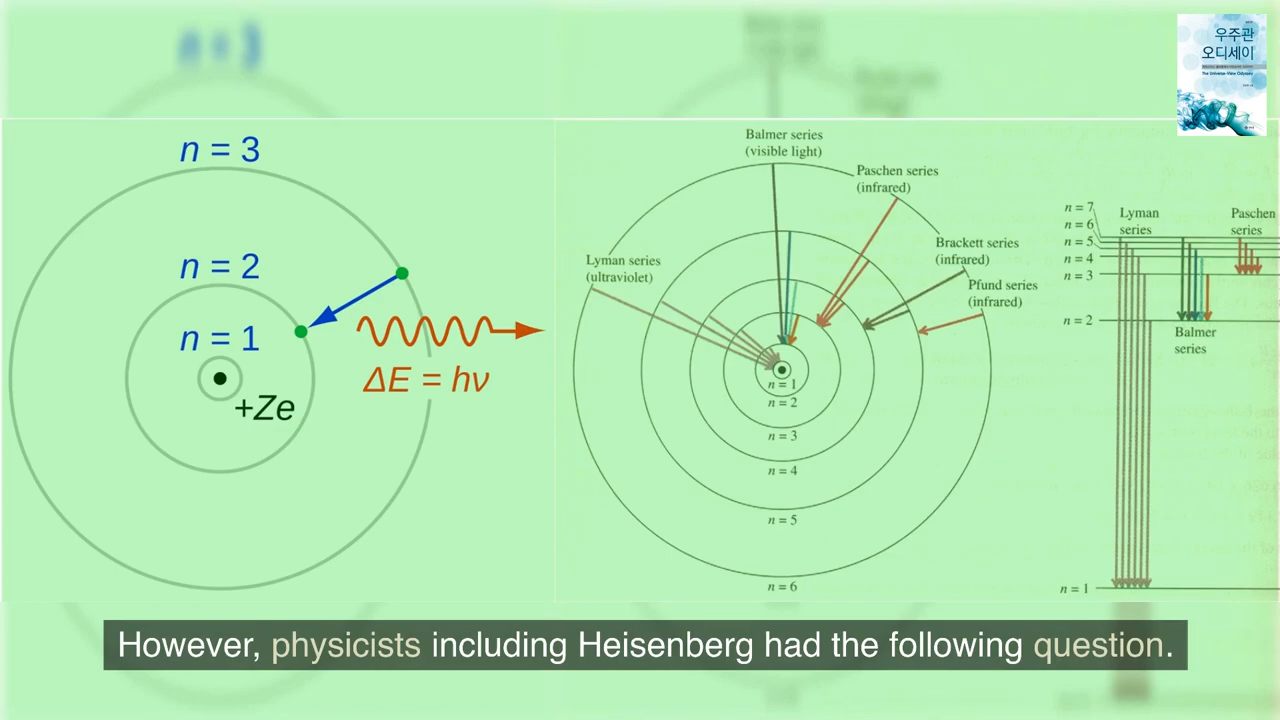 우주관
오디세이
The Universe-View Odyssey
n = 3
n = 2
n = 1
+Ze
ΔE = hν
Balmer series
(visible light)
Paschen series
(infrared)
Brackett series
(infrared)
Pfund series
(infrared)
Lyman series
(ultraviolet)
n = 1
n = 2
n = 3
n = 4
n = 5
n = 6
n = 7
n = 6
n = 5
n = 4
n = 3
n = 2
n = 1
Lyman
series
Paschen
series
Balmer
series
However, physicists including Heisenberg had the following question.